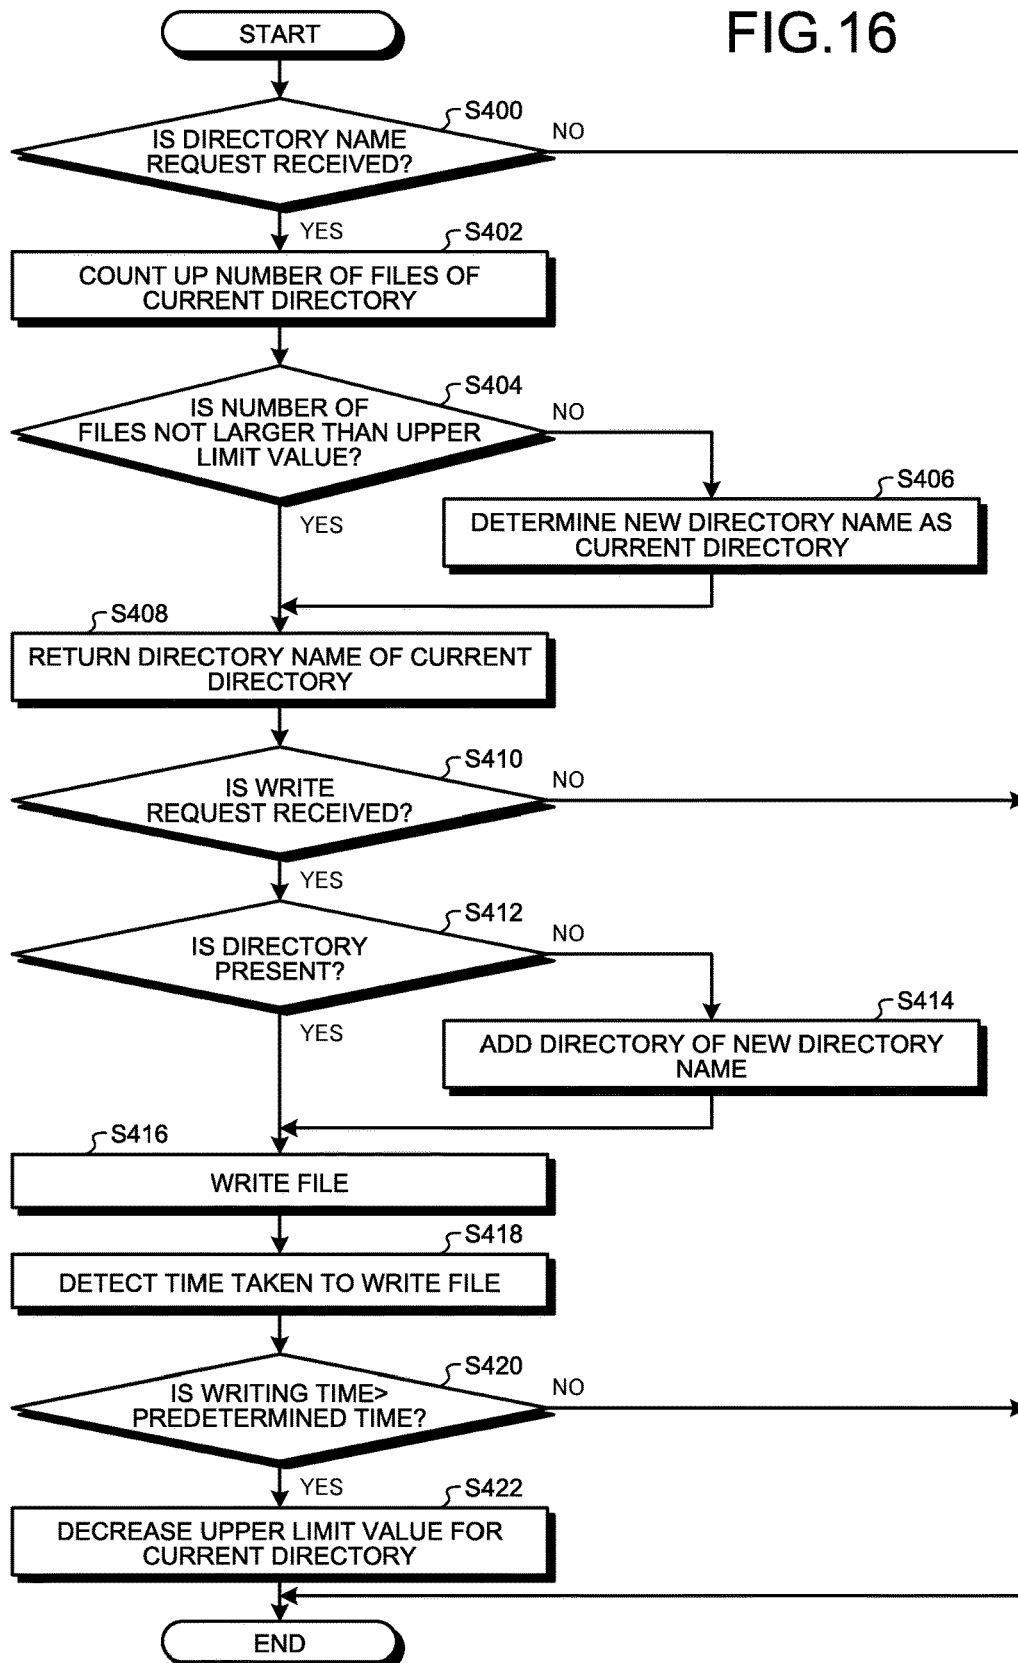 FIG.16
START
S400
IS DIRECTORY NAME
REQUEST RECEIVED?
NO
YES
S402
COUNT UP NUMBER OF FILES OF
CURRENT DIRECTORY
S404
IS NUMBER OF
FILES NOT LARGER THAN UPPER
LIMIT VALUE?
NO
YES
S406
DETERMINE NEW DIRECTORY NAME AS
CURRENT DIRECTORY
S408
RETURN DIRECTORY NAME OF CURRENT
DIRECTORY
S410
IS WRITE
REQUEST RECEIVED?
NO
YES
S412
IS DIRECTORY
PRESENT?
NO
YES
S414
ADD DIRECTORY OF NEW DIRECTORY
NAME
S416
WRITE FILE
S418
DETECT TIME TAKEN TO WRITE FILE
S420
IS WRITING TIME>
PREDETERMINED TIME?
NO
YES
S422
DECREASE UPPER LIMIT VALUE FOR
CURRENT DIRECTORY
END